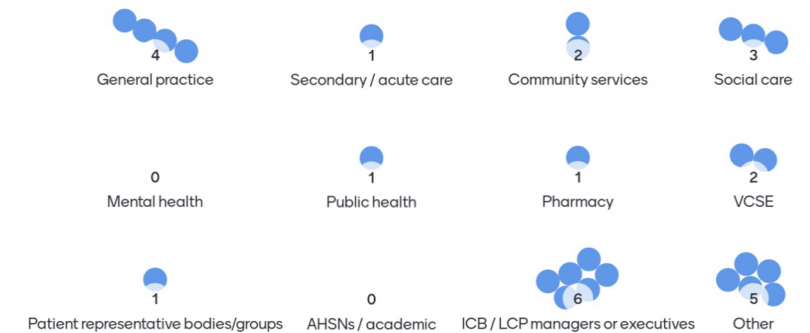 4 1 2 3
General practice Secondary / acute care Community services Social care
0 1 1 2
Mental health Public health Pharmacy VCSE
1 0 6 5
Patient representative bodies/groups AHSNs / academic ICB / LCP managers or executives Other